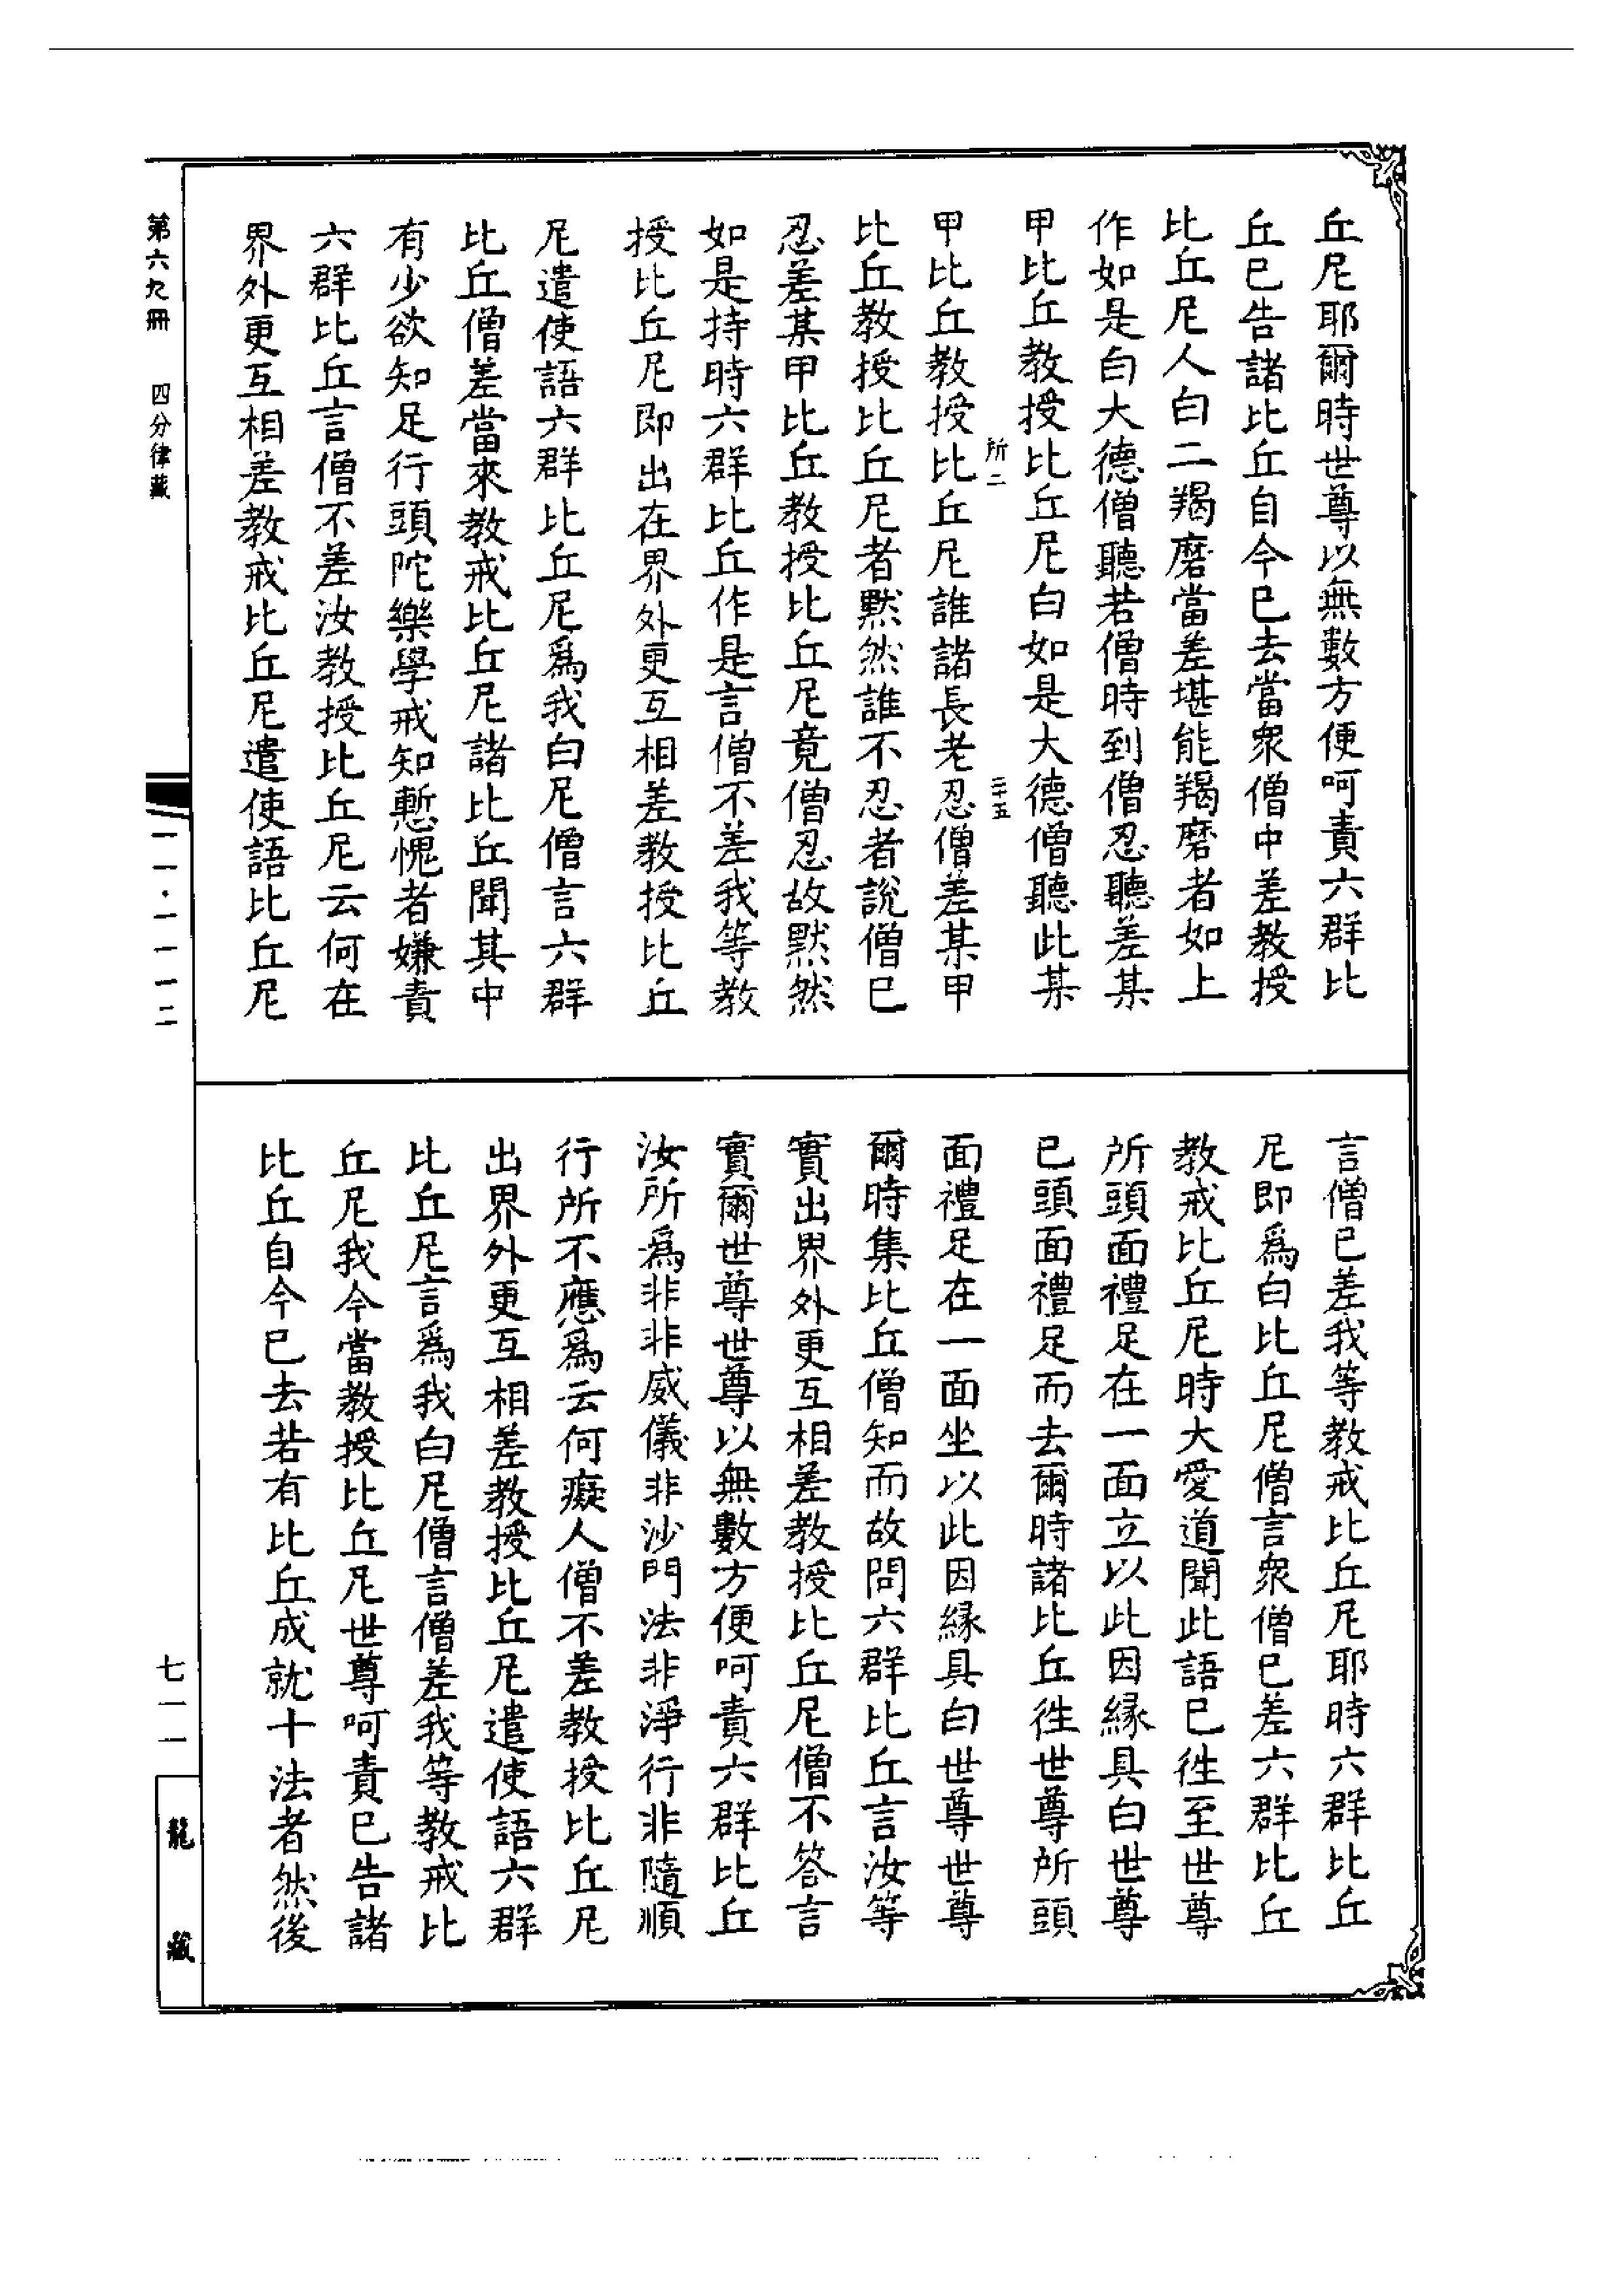 丘尼耶爾時世尊以無數方便呵責六群比
丘已告諸比丘自今已去當衆僧中差教授
比丘尼人白二羯磨當差堪能羯磨者如上
作如是白大德僧聽若僧時到僧忍聽差某
甲比丘教授比丘尼白如是大德僧聽此某
所二
三十五
甲比丘教授比丘尼誰諸長老忍僧差某甲
比丘教授比丘尼者默然誰不忍者說僧已
忍差某甲比丘教授比丘尼竟僧忍故默然
如是持時六群比丘作是言僧不差我等教
授比丘尼即出在界外更互相差教授比丘
尼遣使語六群比丘尼爲我白尼僧言六群
比丘僧差當來教戒比丘尼諸比丘聞其中
有少欲知足行頭陀樂學戒知慙愧者嫌責
六群比丘言僧不差汝教授比丘尼云何在
界外更互相差教戒比丘尼遣使語比丘尼
言僧已差我等教戒比丘尼耶時六群比丘
尼即爲白比丘尼僧言衆僧已差六群比丘
教戒比丘尼時大愛道聞此語已徃至世尊
所頭面禮足在一面立以此因緣具白世尊
已頭面禮足而去爾時諸比丘徃世尊所頭
面禮足在一面坐以此因緣具白世尊世尊
爾時集比丘僧知而故問六群比丘言汝等
實出界外更互相差教授比丘尼僧不答言
實爾世尊世尊以無數方便呵責六群比丘
汝所爲非非威儀非沙門法非淨行非隨順
行所不應爲云何癡人僧不差教授比丘尼
出界外更互相差教授比丘尼遣使語六群
比丘尼言爲我白尼僧言僧差我等教戒比
丘尼我今當教授比丘尼世尊呵責已告諸
比丘自今已去若有比丘成就十法者然後
第六九冊 四分律藏
一一·一一一二
七一一
龍藏